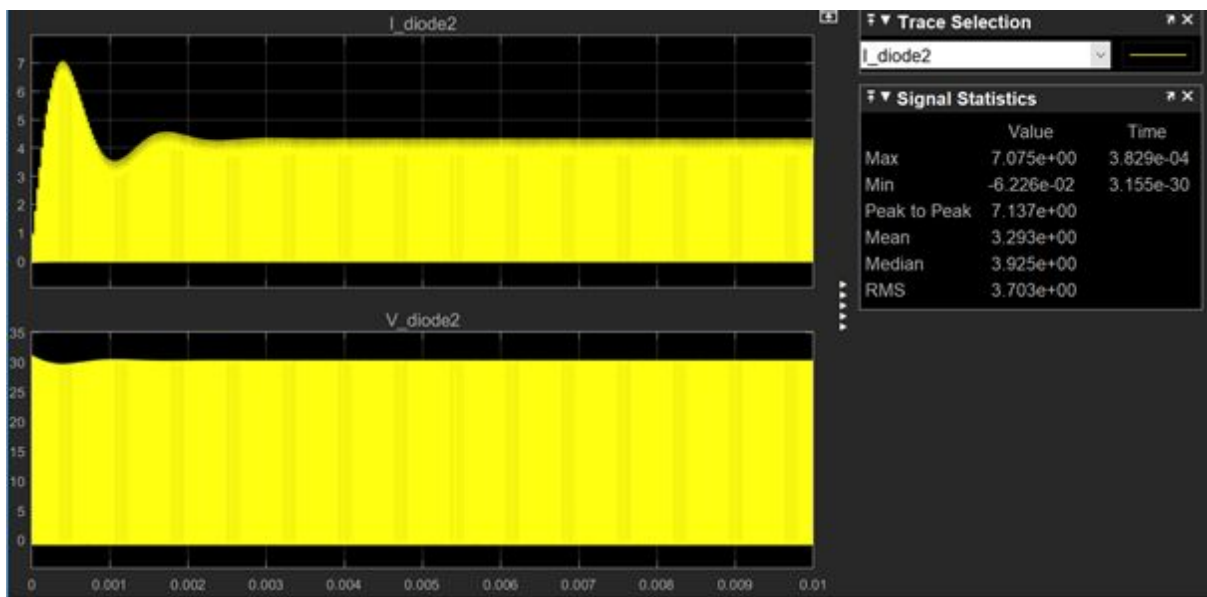 I_diode2
7
6
5
4
3
2
1
0
V_diode2
35
30
25
20
15
10
5
0
0 0.001 0.002 0.003 0.004 0.005 0.006 0.007 0.008 0.009 0.01
Trace Selection
I_diode2
Signal Statistics
Value Time
Max 7.075e+00 3.829e-04
Min -6.226e-02 3.155e-30
Peak to Peak 7.137e+00
Mean 3.293e+00
Median 3.925e+00
RMS 3.703e+00